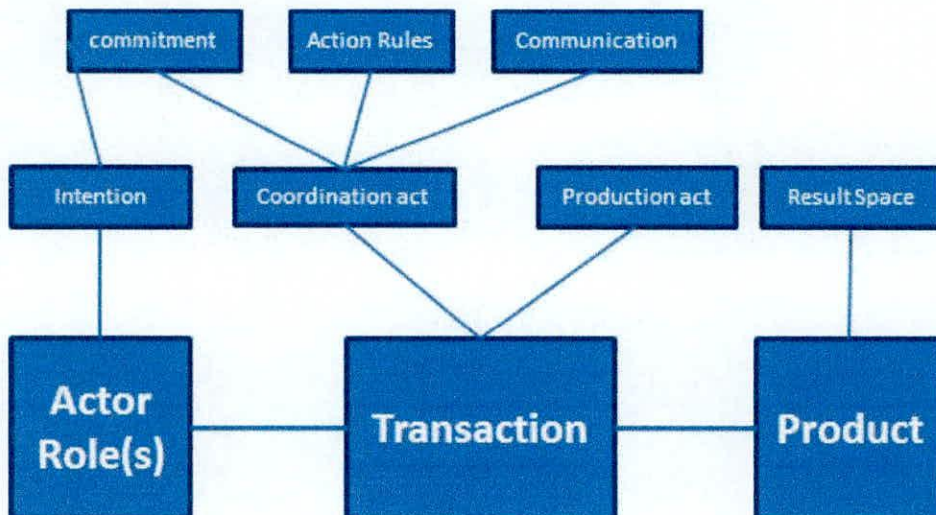 commitment
Action Rules
Communication
Intention
Coordination act
Production act
Result Space
Actor
Role(s)
Transaction
Product